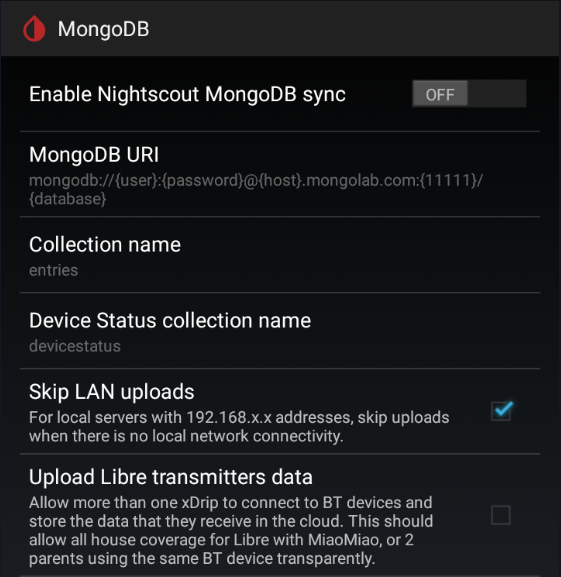 MongoDB
Enable Nightscout MongoDB sync
OFF
MongoDB URI
mongodb://{user}:{password}@{host}.mongolab.com:{11111}/
{database}
Collection name
entries
Device Status collection name
devicestatus
Skip LAN uploads
For local servers with 192.168.x.x addresses, skip uploads
when there is no local network connectivity.
Upload Libre transmitters data
Allow more than one xDrip to connect to BT devices and
store the data that they receive in the cloud. This should
allow all house coverage for Libre with MiaoMiao, or 2
parents using the same BT device transparently.